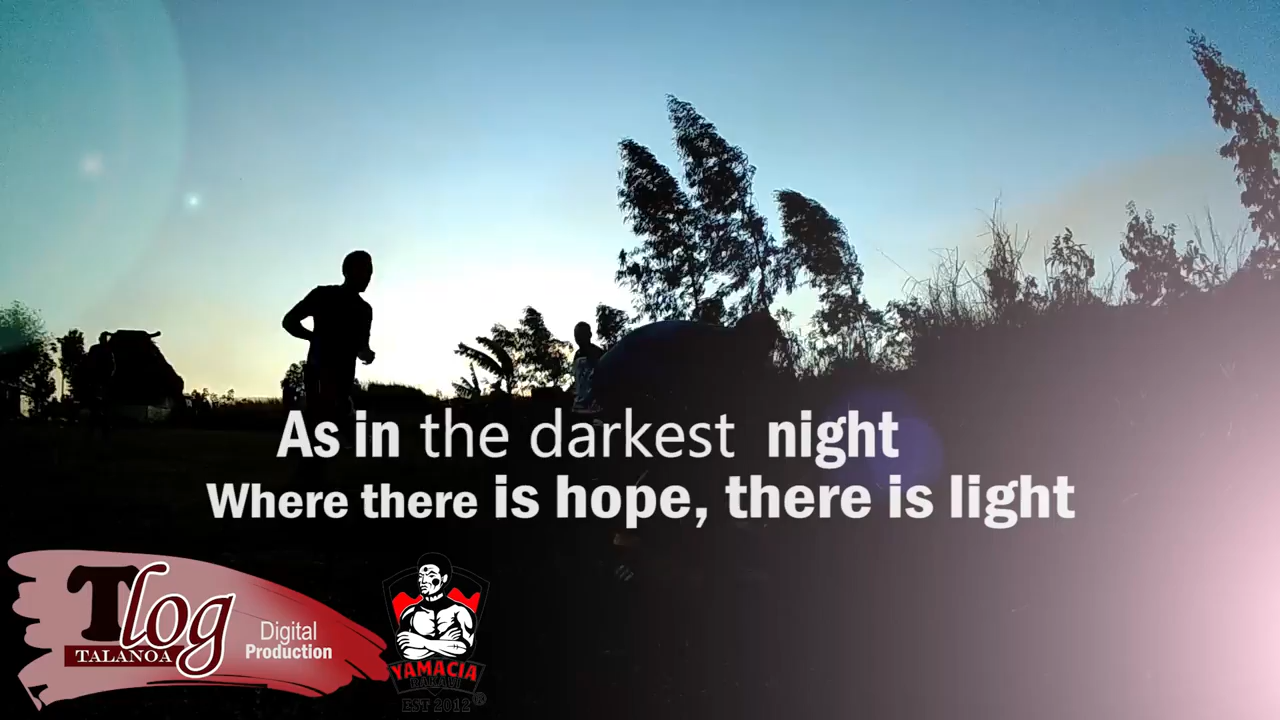 As in the darkest night
Where there is hope, there is light
Tlog
TALANOA
Digital
Production
YAMACIA
RAKAVI
EST 2012®